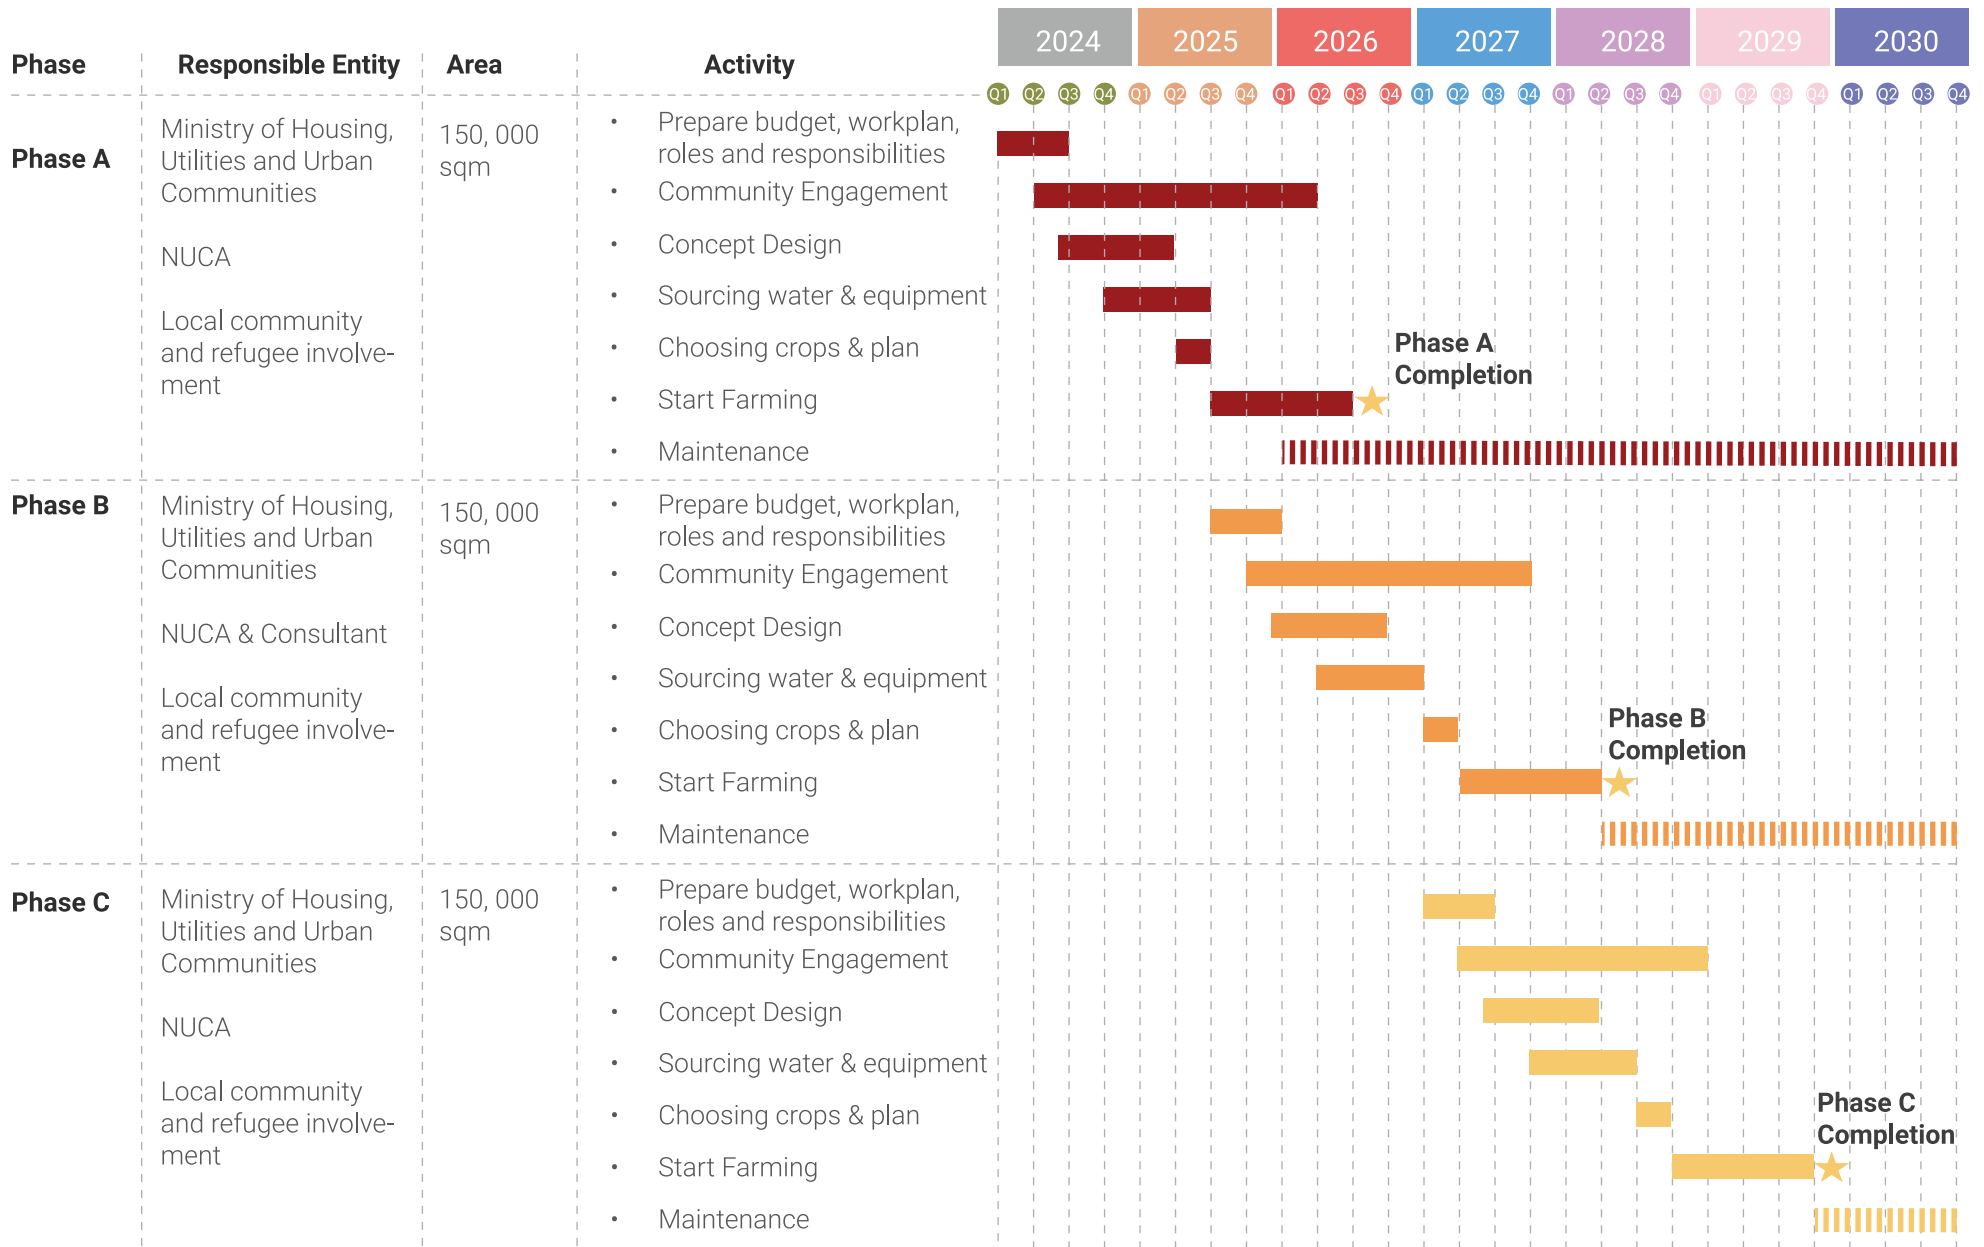 2024 2025 2026 2027 2028 2029 2030
Phase Responsible Entity Area Activity
Q1 Q2 Q3 Q4 Q1 Q2 Q3 Q4 Q1 Q2 Q3 Q4 Q1 Q2 Q3 Q4 Q1 Q2 Q3 Q4 Q1 Q2 Q3 Q4 Q1 Q2 Q3 Q4
Phase A
Ministry of Housing,
Utilities and Urban
Communities
NUCA
Local community
and refugee involve-
ment
150, 000
sqm
• Prepare budget, workplan,
roles and responsibilities
• Community Engagement
• Concept Design
• Sourcing water & equipment
• Choosing crops & plan
• Start Farming
• Maintenance
Phase A
Completion
Phase B
Ministry of Housing,
Utilities and Urban
Communities
NUCA & Consultant
Local community
and refugee involve-
ment
150, 000
sqm
• Prepare budget, workplan,
roles and responsibilities
• Community Engagement
• Concept Design
• Sourcing water & equipment
• Choosing crops & plan
• Start Farming
• Maintenance
Phase B
Completion
Phase C
Ministry of Housing,
Utilities and Urban
Communities
NUCA
Local community
and refugee involve-
ment
150, 000
sqm
• Prepare budget, workplan,
roles and responsibilities
• Community Engagement
• Concept Design
• Sourcing water & equipment
• Choosing crops & plan
• Start Farming
• Maintenance
Phase C
Completion